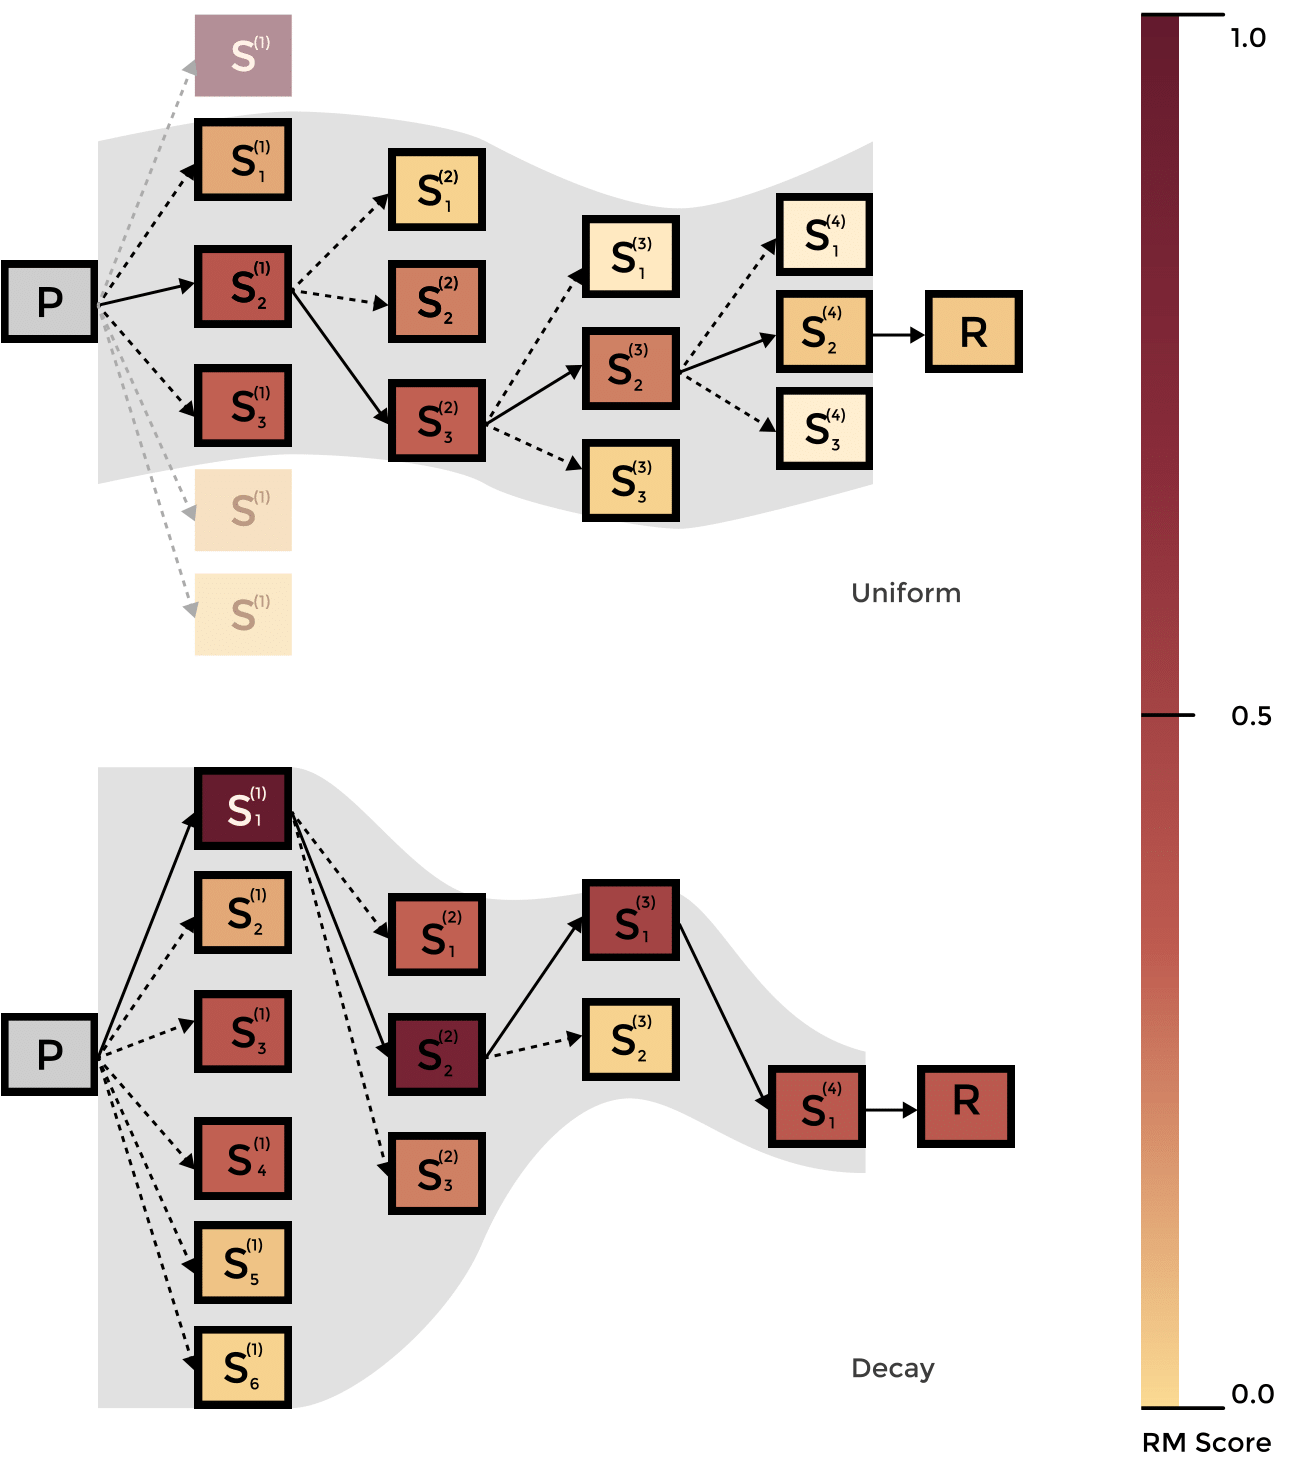 S^(1)
S_1^(1)
S_1^(2)
S_1^(3)
S_1^(4)
P
S_2^(1)
S_2^(2)
S_2^(3)
S_2^(4)
R
S_3^(1)
S_3^(2)
S_3^(3)
S_3^(4)
S^(1)
S^(1)
Uniform
S_1^(1)
S_2^(1)
S_1^(2)
S_1^(3)
P
S_3^(1)
S_2^(2)
S_2^(3)
S_4^(1)
S_3^(2)
S_1^(4)
R
S_5^(1)
S_6^(1)
Decay
1.0
0.5
0.0
RM Score